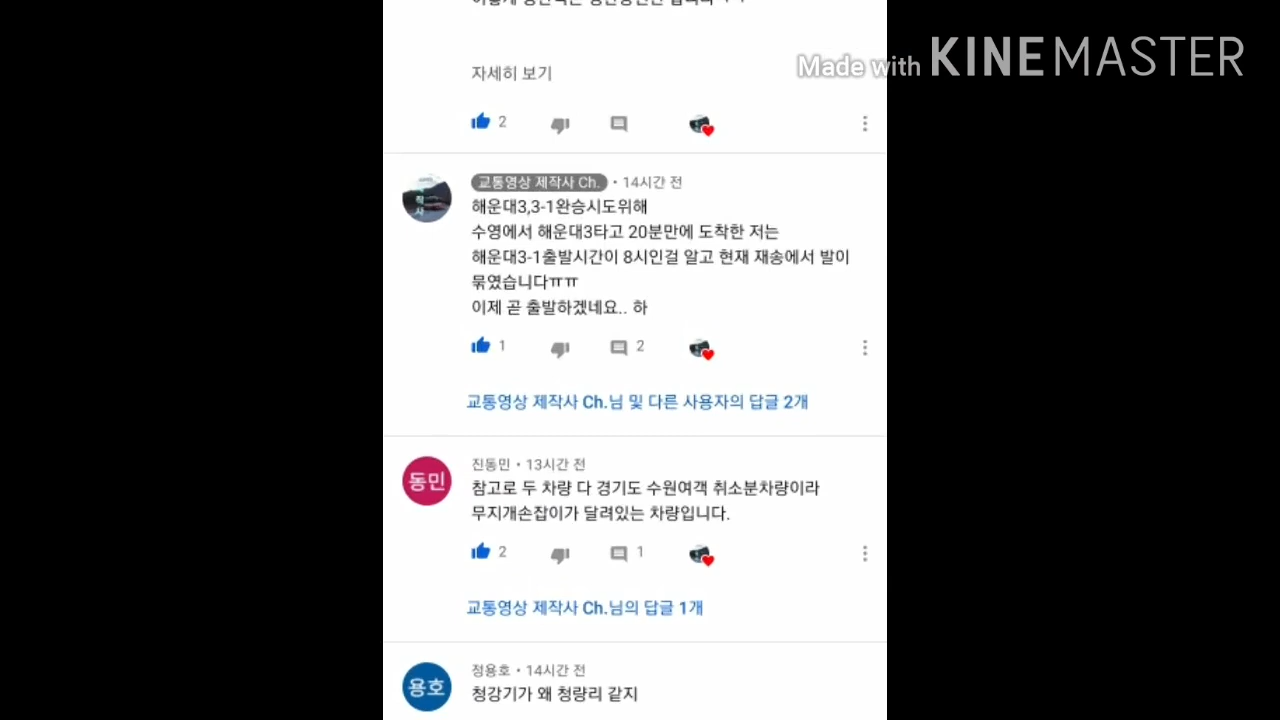 Made with KINEMASTER
자세히 보기
2
교통영상 제작사 Ch. • 14시간 전
해운대3,3-1완승시도위해
수영에서 해운대3타고 20분만에 도착한 저는
해운대3-1출발시간이 8시인걸 알고 현재 재송에서 발이
묶였습니다ㅠㅠ
이제 곧 출발하겠네요.. 하
1 2
교통영상 제작사 Ch.님 및 다른 사용자의 답글 2개
동민
진동민 • 13시간 전
참고로 두 차량 다 경기도 수원여객 취소분차량이라
무지개손잡이가 달려있는 차량입니다.
2 1
교통영상 제작사 Ch.님의 답글 1개
용호
정용호 • 14시간 전
청강기가 왜 청량리 같지